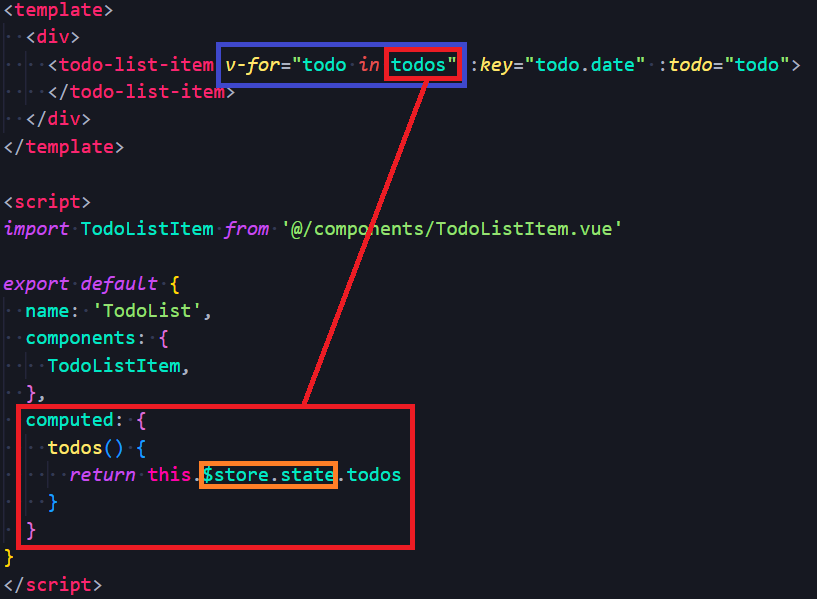 <template>
  <div>
    <todo-list-item v-for="todo in todos" :key="todo.date" :todo="todo">
    </todo-list-item>
  </div>
</template>

<script>
import TodoListItem from '@/components/TodoListItem.vue'

export default {
  name: 'TodoList',
  components: {
    TodoListItem,
  },
  computed: {
    todos() {
      return this.$store.state.todos
    }
  }
}
</script>